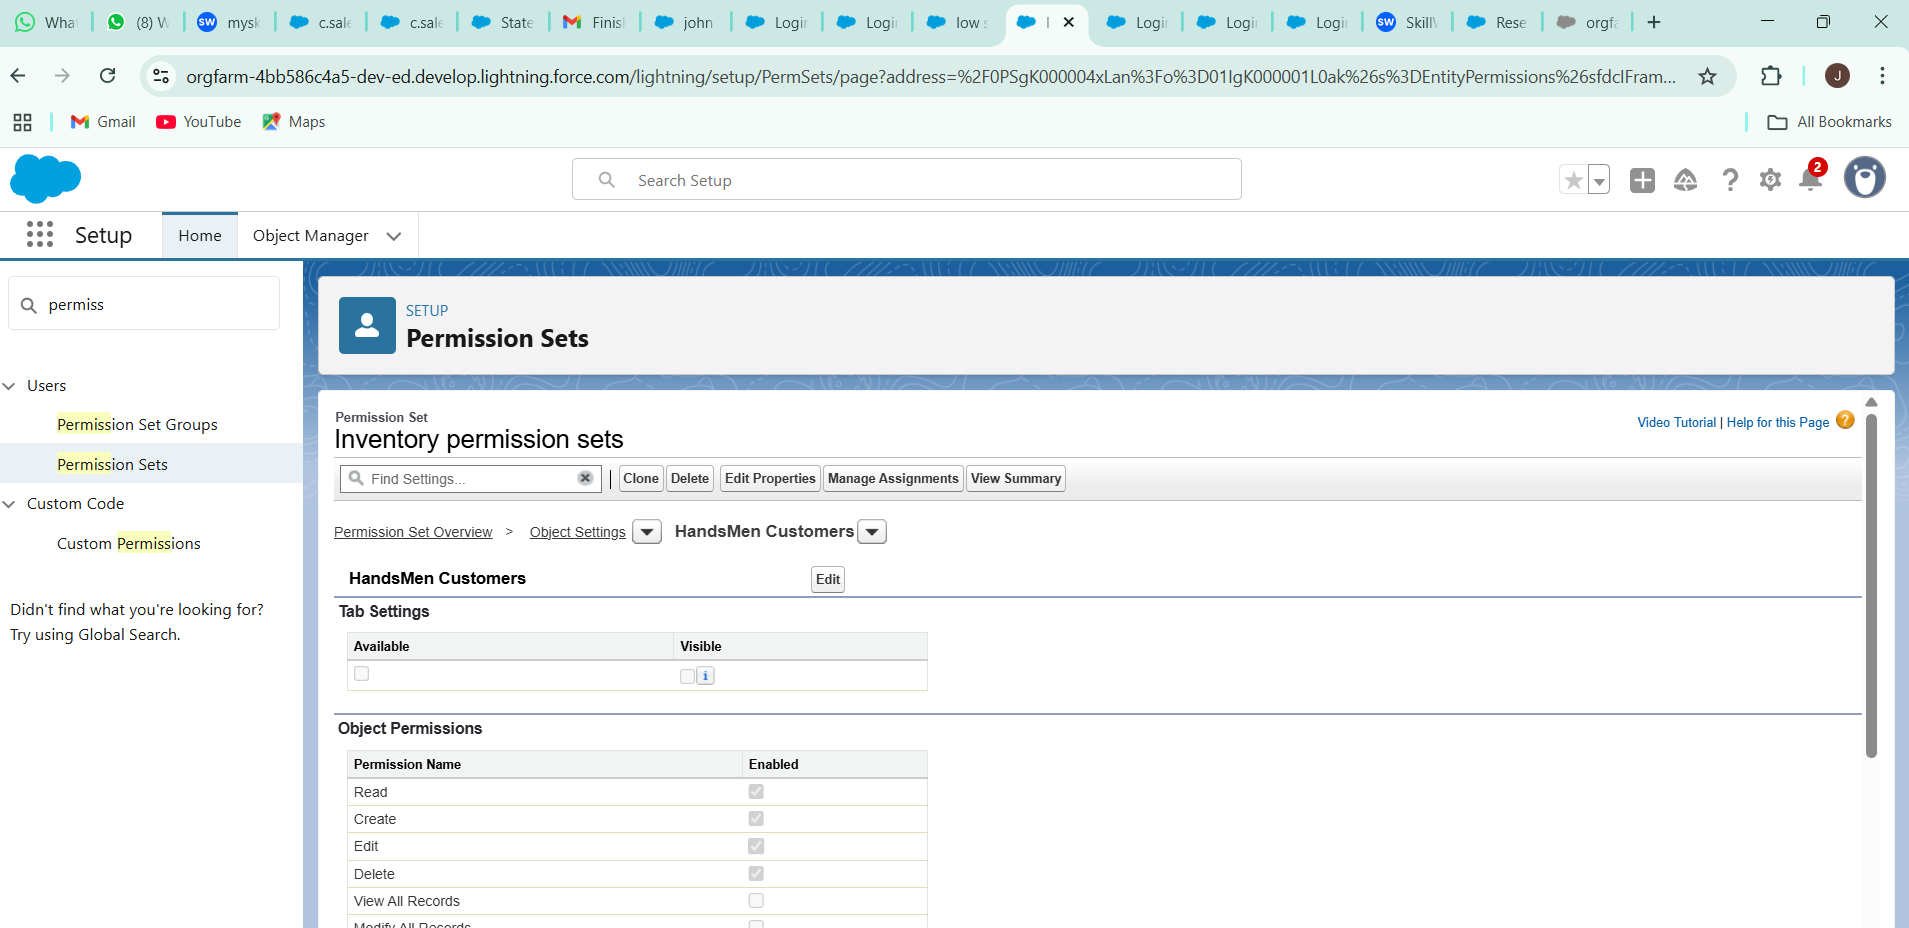 What
(8) W
SW
mysk
c.sale
c.sale
State
Finish
john
Login
Login
low s
Login
Login
Login
SW
Skill
Rese
orgfa
orgfarm-4bb586c4a5-dev-ed.develop.lightning.force.com/lightning/setup/PermSets/page?address=%2F0PSgK000004xLan%3Fo%3D01IgK000001L0ak%26s%3DEntityPermissions%26sfdcIFram...
J
Gmail
YouTube
Maps
All Bookmarks
Search Setup
2
Setup
Home
Object Manager
permiss
Users
Permission Set Groups
Permission Sets
Custom Code
Custom Permissions
Didn't find what you're looking for?
Try using Global Search.
SETUP
Permission Sets
Permission Set
Inventory permission sets
Video Tutorial | Help for this Page ?
Find Settings...
Clone
Delete
Edit Properties
Manage Assignments
View Summary
Permission Set Overview > Object Settings HandsMen Customers
HandsMen Customers
Edit
Tab Settings
Available Visible
i
Object Permissions
Permission Name Enabled
Read
Create
Edit
Delete
View All Records
Modify All Records